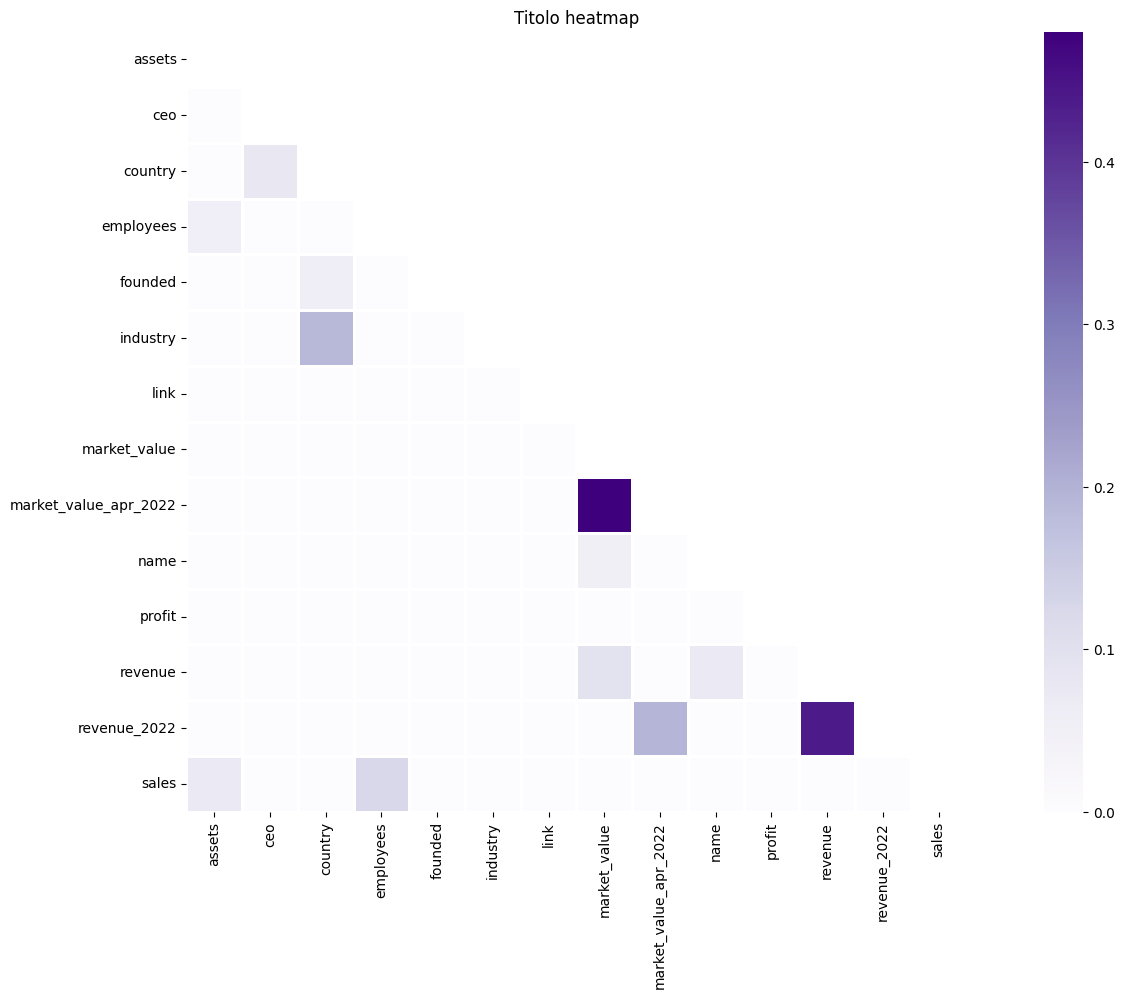 Titolo heatmap
assets
ceo
country
employees
founded
industry
link
market_value
market_value_apr_2022
name
profit
revenue
revenue_2022
sales
assets
ceo
country
employees
founded
industry
link
market_value
market_value_apr_2022
name
profit
revenue
revenue_2022
sales
0.4
0.3
0.2
0.1
0.0